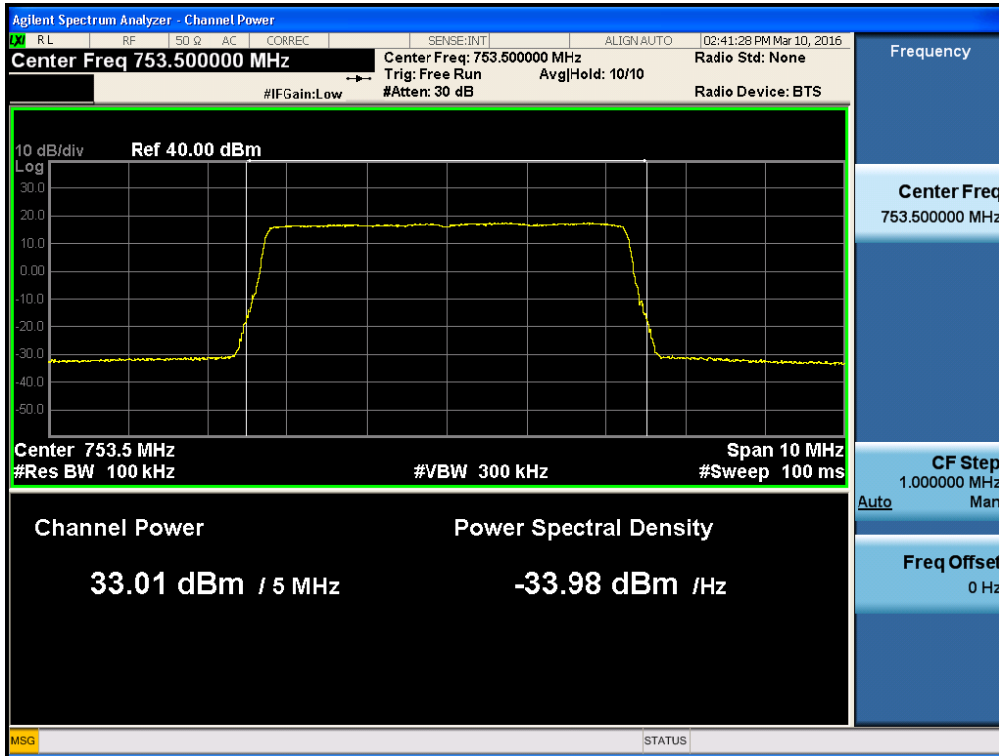 Agilent Spectrum Analyzer - Channel Power
LXI RL RF 50 Ω AC CORREC SENSE:INT ALIGN AUTO 02:41:28 PM Mar 10, 2016
Center Freq 753.500000 MHz
Center Freq: 753.500000 MHz
Radio Std: None
Trig: Free Run Avg|Hold: 10/10
#IFGain:Low
#Atten: 30 dB
Radio Device: BTS
10 dB/div Ref 40.00 dBm
Log
30.0
20.0
10.0
0.00
-10.0
-20.0
-30.0
-40.0
-50.0
Center 753.5 MHz
Span 10 MHz
#Res BW 100 kHz
#VBW 300 kHz
#Sweep 100 ms
Channel Power
Power Spectral Density
33.01 dBm / 5 MHz
-33.98 dBm /Hz
Frequency
Center Freq
753.500000 MHz
CF Step
1.000000 MHz
Auto Man
Freq Offset
0 Hz
MSG
STATUS